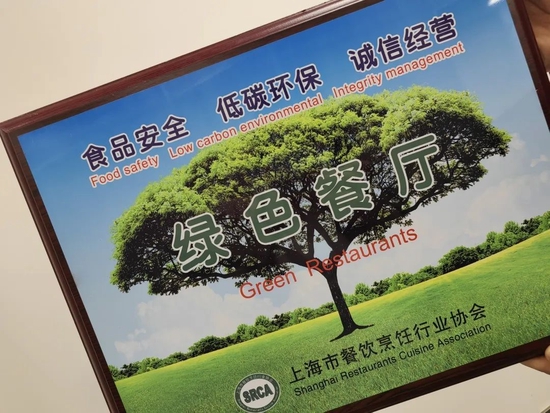 食品安全 低碳环保 诚信经营
Food safety Low carbon environmental Integrity management
绿色餐厅
Green Restaurants
SRCA
上海市餐饮烹饪行业协会
Shanghai Restaurants Cuisine Association